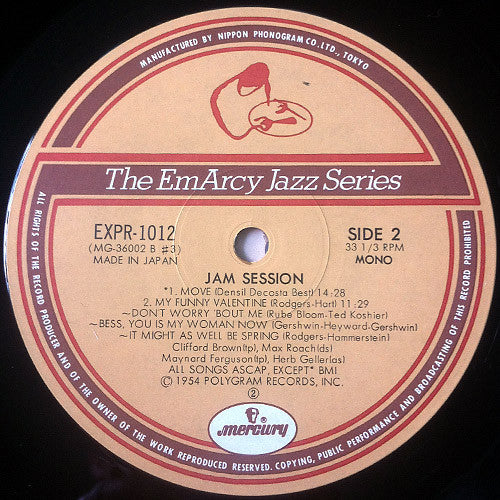 MANUFACTURED BY NIPPON PHONOGRAM CO., LTD., TOKYO
The EmArcy Jazz Series
EXPR-1012
(MG-36002 B #3)
MADE IN JAPAN
SIDE 2
33 1/3 RPM
MONO
JAM SESSION
*1. MOVE (Densil Decosta Best) 14:28
2. MY FUNNY VALENTINE (Rodgers-Hart) 11:29
~DON'T WORRY 'BOUT ME (Rube Bloom-Ted Koshier)
~BESS, YOU IS MY WOMAN NOW (Gershwin-Heyward-Gershwin)
~IT MIGHT AS WELL BE SPRING (Rodgers-Hammerstein)
Clifford Brown(tp), Max Roach(ds)
Maynard Ferguson(tp), Herb Geller(as)
ALL SONGS ASCAP, EXCEPT* BMI
© 1954 POLYGRAM RECORDS, INC.
②
mercury
ALL RIGHTS OF THE RECORD PRODUCER AND OF THE OWNER OF THE WORK REPRODUCED RESERVED. COPYING, PUBLIC PERFORMANCE AND BROADCASTING OF THIS RECORD PROHIBITED